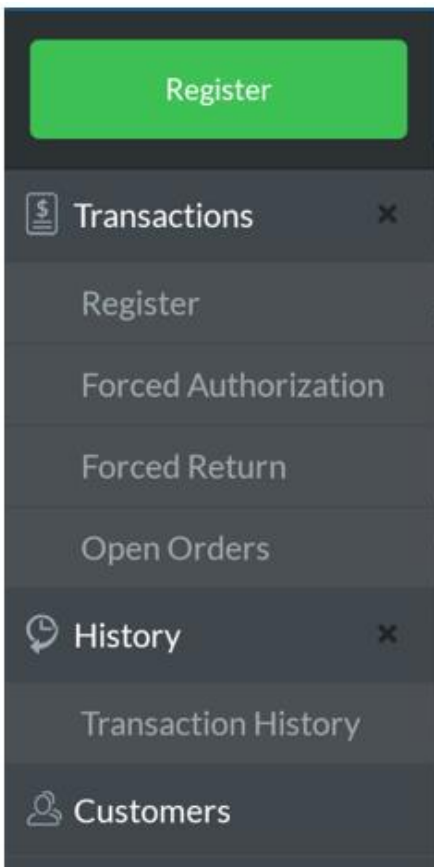 Register
Transactions
Register
Forced Authorization
Forced Return
Open Orders
History
Transaction History
Customers